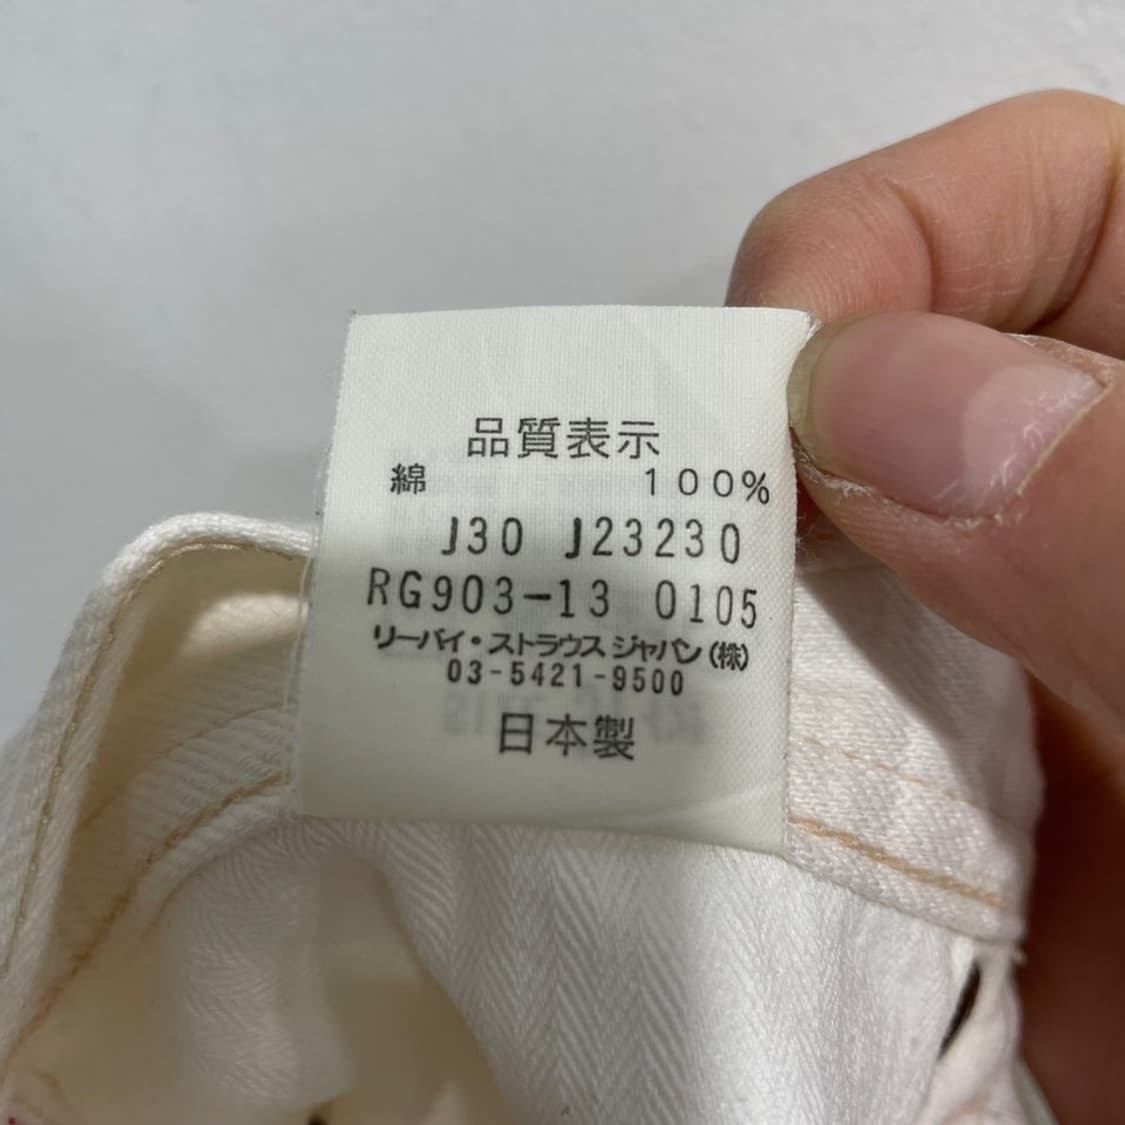 品質表示
綿 100%
J30 J23230
RG903-13 0105
リーバイ・ストラウス ジャパン(株)
03-5421-9500
日本製